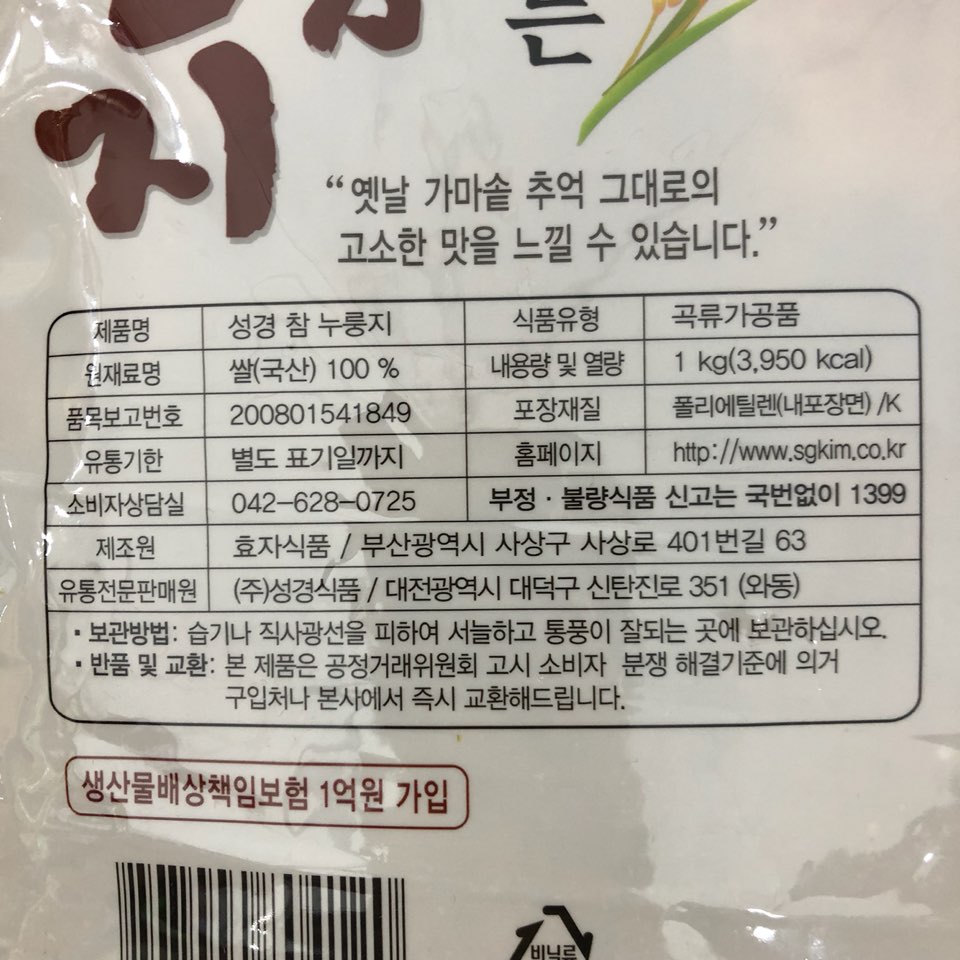 지
른
“옛날 가마솥 추억 그대로의
고소한 맛을 느낄 수 있습니다.”
제품명 성경 참 누룽지 식품유형 곡류가공품
원재료명 쌀(국산) 100 % 내용량 및 열량 1 kg(3,950 kcal)
품목보고번호 200801541849 포장재질 폴리에틸렌(내포장면) /K
유통기한 별도 표기일까지 홈페이지 http://www.sgkim.co.kr
소비자상담실 042-628-0725 부정·불량식품 신고는 국번없이 1399
제조원 효자식품 / 부산광역시 사상구 사상로 401번길 63
유통전문판매원 (주)성경식품 / 대전광역시 대덕구 신탄진로 351 (와동)
· 보관방법: 습기나 직사광선을 피하여 서늘하고 통풍이 잘되는 곳에 보관하십시오.
· 반품 및 교환: 본 제품은 공정거래위원회 고시 소비자 분쟁 해결기준에 의거
구입처나 본사에서 즉시 교환해드립니다.
생산물배상책임보험 1억원 가입
비닐류